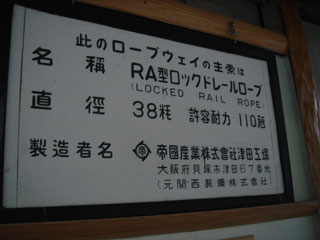 此のロープウェイの主索は
名稱 RA型ロックドレールロープ
(LOCKED RAIL ROPE)
直徑 38粍 許容耐力 110瓲
製造者名 帝國産業株式會社津田工場
大阪府貝塚市津田67番地
(元関西製綱株式会社)